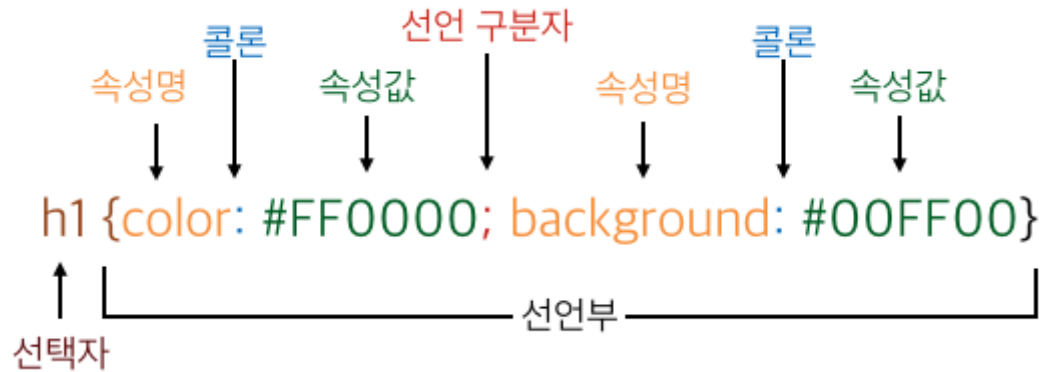 선언 구분자
콜론 콜론
속성명 속성값 속성명 속성값
h1 {color: #FF0000; background: #00FF00}
선언부
선택자